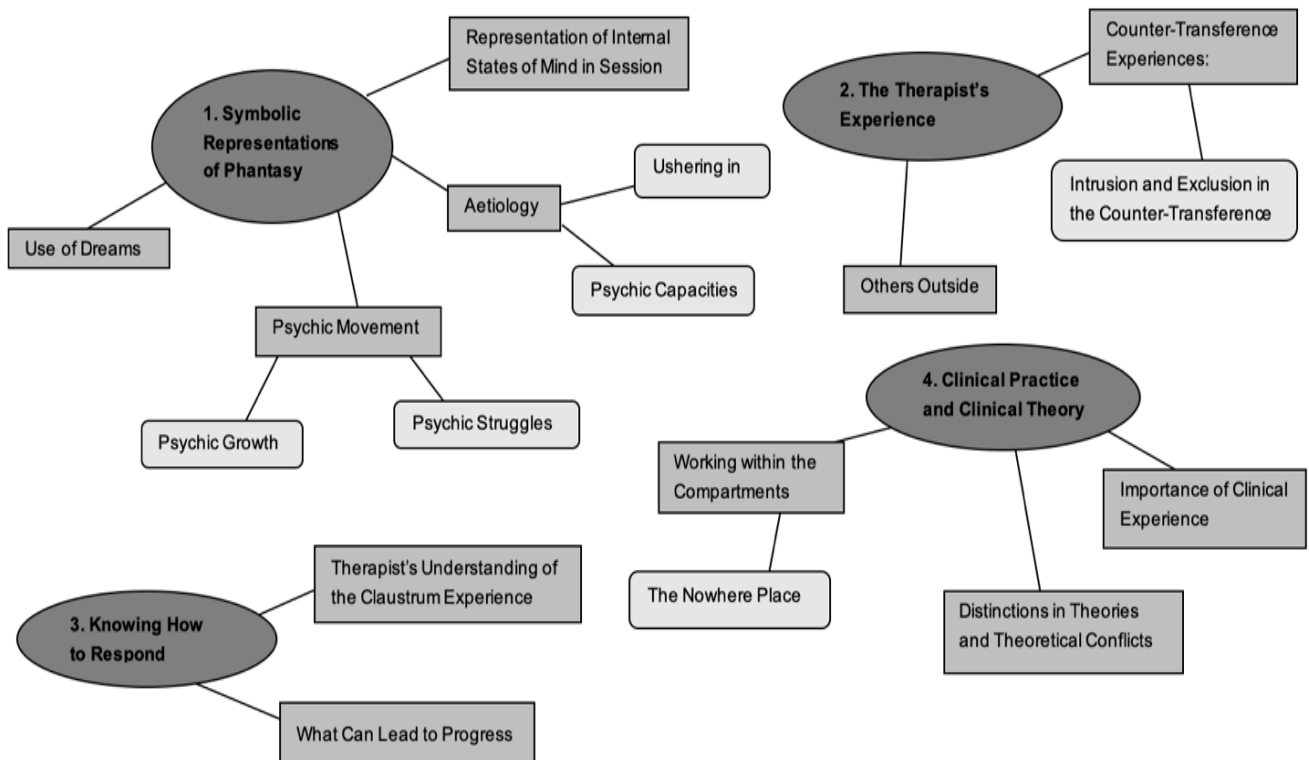 1. Symbolic
Representations
of Phantasy
Representation of Internal
States of Mind in Session
Aetiology
Ushering in
Psychic Capacities
Use of Dreams
Psychic Movement
Psychic Growth
Psychic Struggles
2. The Therapist's
Experience
Counter-Transference
Experiences:
Intrusion and Exclusion in
the Counter-Transference
Others Outside
3. Knowing How
to Respond
Therapist's Understanding of
the Claustrum Experience
What Can Lead to Progress
4. Clinical Practice
and Clinical Theory
Working within the
Compartments
The Nowhere Place
Importance of Clinical
Experience
Distinctions in Theories
and Theoretical Conflicts